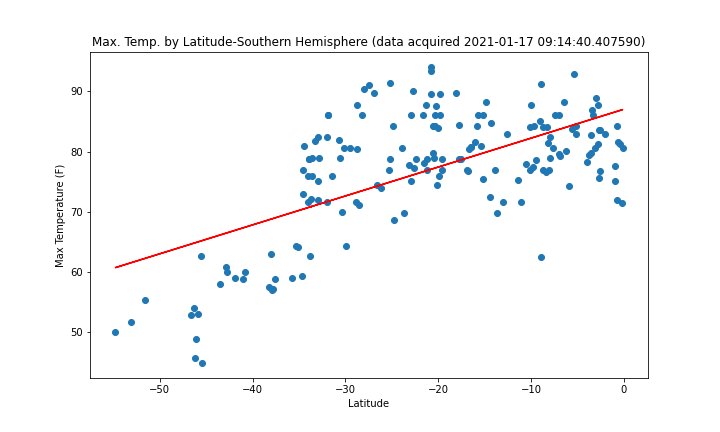 Max. Temp. by Latitude-Southern Hemisphere (data acquired 2021-01-17 09:14:40.407590)
90
80
70
60
50
Max Temperature (F)
−50 −40 −30 −20 −10 0
Latitude